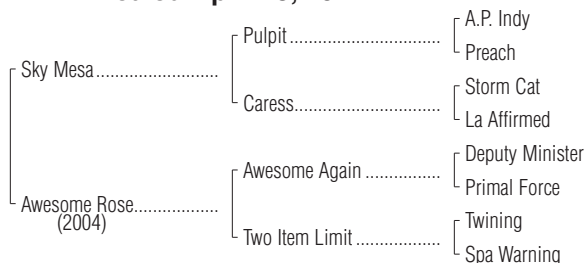 Sky Mesa..............................
Pulpit.......................................
A.P. Indy
Preach
Caress.....................................
Storm Cat
La Affirmed
Awesome Rose.....................
(2004)
Awesome Again ...................
Deputy Minister
Primal Force
Two Item Limit .....................
Twining
Spa Warning